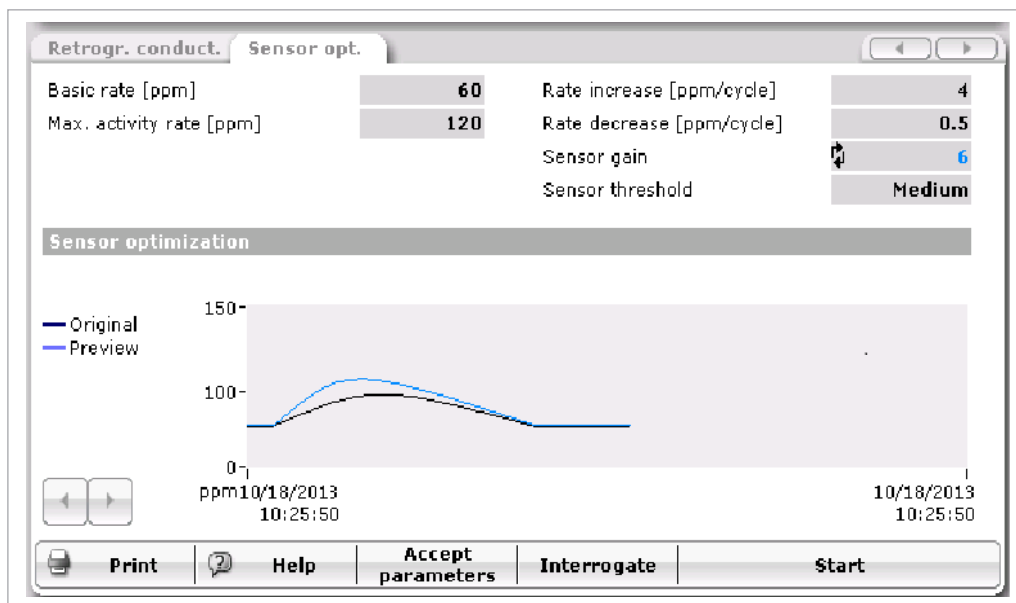 Retrogr. conduct. Sensor opt.
Basic rate [ppm] 60 Rate increase [ppm/cycle] 4
Max. activity rate [ppm] 120 Rate decrease [ppm/cycle] 0.5
Sensor gain 6
Sensor threshold Medium
Sensor optimization
150
Original
Preview
100
0
ppm 10/18/2013 10/18/2013
10:25:50 10:25:50
Print Help Accept parameters Interrogate Start